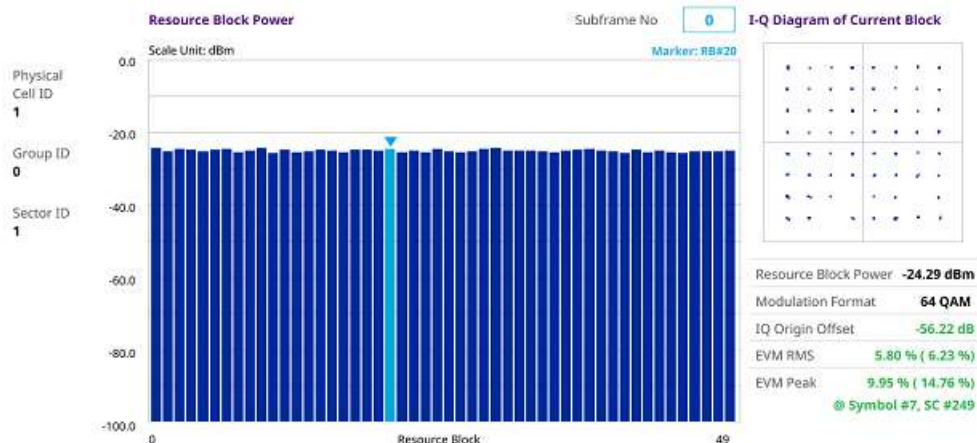 Resource Block Power
Subframe No 0
I-Q Diagram of Current Block
Scale Unit: dBm
Marker: RB#20
Physical
Cell ID
1
Group ID
0
Sector ID
1
0.0
-20.0
-40.0
-60.0
-80.0
-100.0
0
Resource Block
49
Resource Block Power -24.29 dBm
Modulation Format 64 QAM
IQ Origin Offset -56.22 dB
EVM RMS 5.80 % ( 6.23 %)
EVM Peak 9.95 % ( 14.76 %)
@ Symbol #7, SC #249